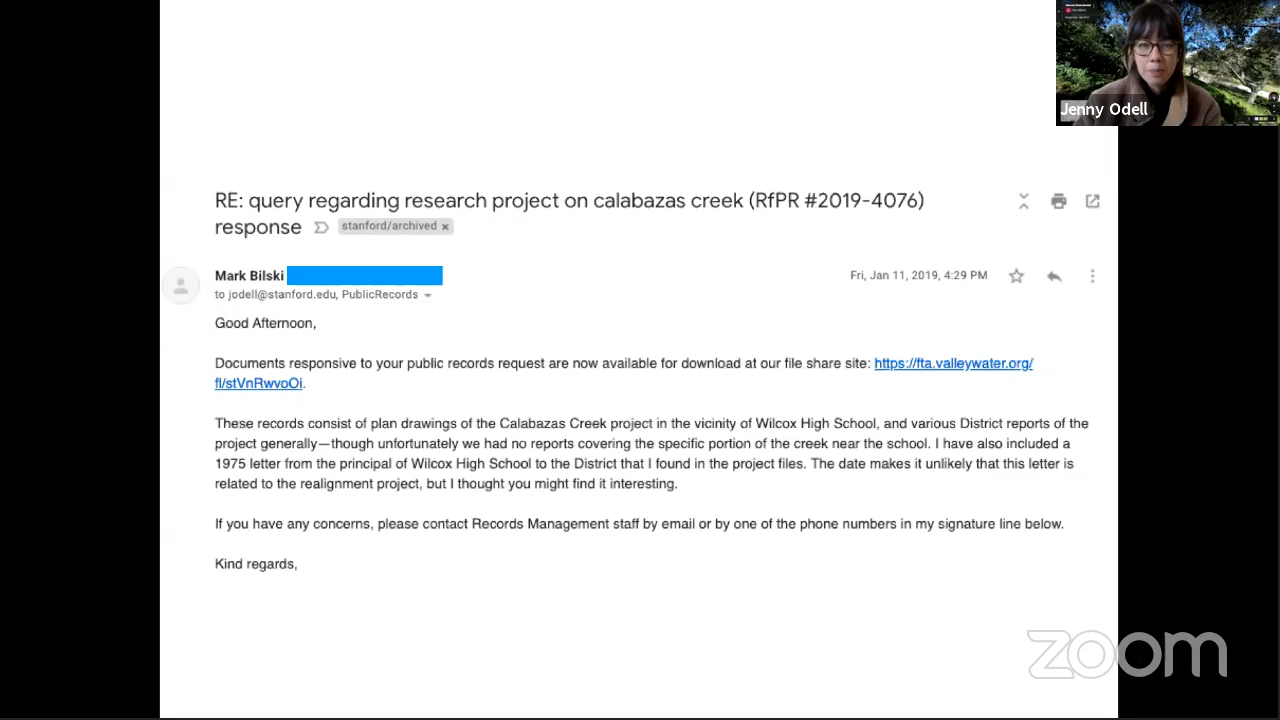 Jenny Odell
RE: query regarding research project on calabazas creek (RfPR #2019-4076)
response stanford/archived x
Mark Bilski
Fri, Jan 11, 2019, 4:29 PM
to jodell@stanford.edu, PublicRecords
Good Afternoon,
Documents responsive to your public records request are now available for download at our file share site: https://fta.valleywater.org/
fl/stVnRwvoOi.
These records consist of plan drawings of the Calabazas Creek project in the vicinity of Wilcox High School, and various District reports of the
project generally—though unfortunately we had no reports covering the specific portion of the creek near the school. I have also included a
1975 letter from the principal of Wilcox High School to the District that I found in the project files. The date makes it unlikely that this letter is
related to the realignment project, but I thought you might find it interesting.
If you have any concerns, please contact Records Management staff by email or by one of the phone numbers in my signature line below.
Kind regards,
zoom